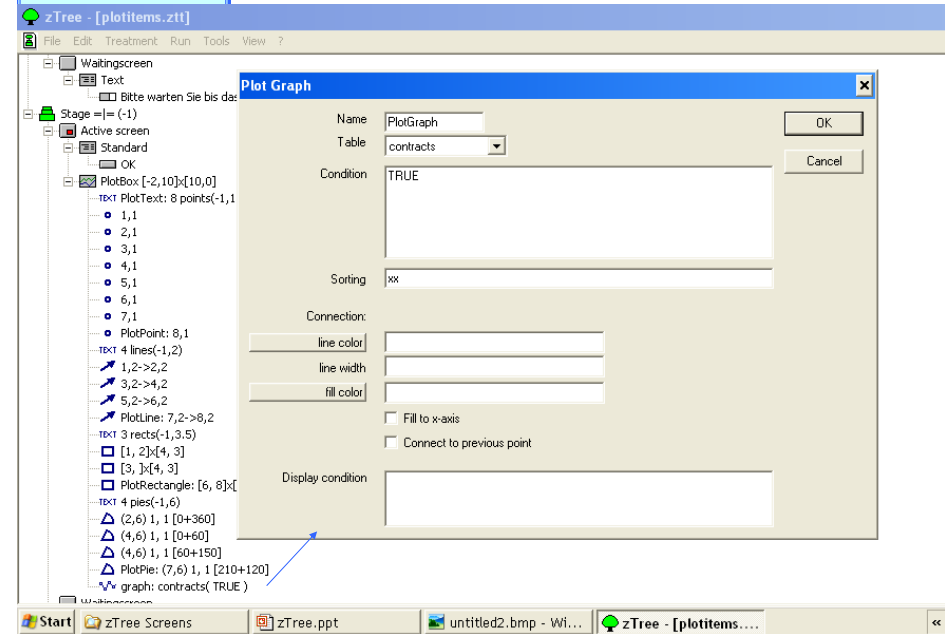 zTree - [plotitems.ztt]
File Edit Treatment Run Tools View ?
Waitingscreen
Text
Bitte warten Sie bis das
Stage =|= (-1)
Active screen
Standard
OK
PlotBox [-2,10]x[10,0]
TEXT PlotText: 8 points(-1,1
1,1
2,1
3,1
4,1
5,1
6,1
7,1
PlotPoint: 8,1
TEXT 4 lines(-1,2)
1,2->2,2
3,2->4,2
5,2->6,2
PlotLine: 7,2->8,2
TEXT 3 rects(-1,3.5)
[1, 2]x[4, 3]
[3, ]x[4, 3]
PlotRectangle: [6, 8]x[
TEXT 4 pies(-1,6)
(2,6) 1, 1 [0+360]
(4,6) 1, 1 [0+60]
(4,6) 1, 1 [60+150]
PlotPie: (7,6) 1, 1 [210+120]
graph: contracts( TRUE )
Waitingscreen
Plot Graph
Name PlotGraph
Table contracts
Condition TRUE
Sorting xx
Connection:
line color
line width
fill color
Fill to x-axis
Connect to previous point
Display condition
OK
Cancel
Start zTree Screens zTree.ppt untitled2.bmp - Wi... zTree - [plotitems.... «